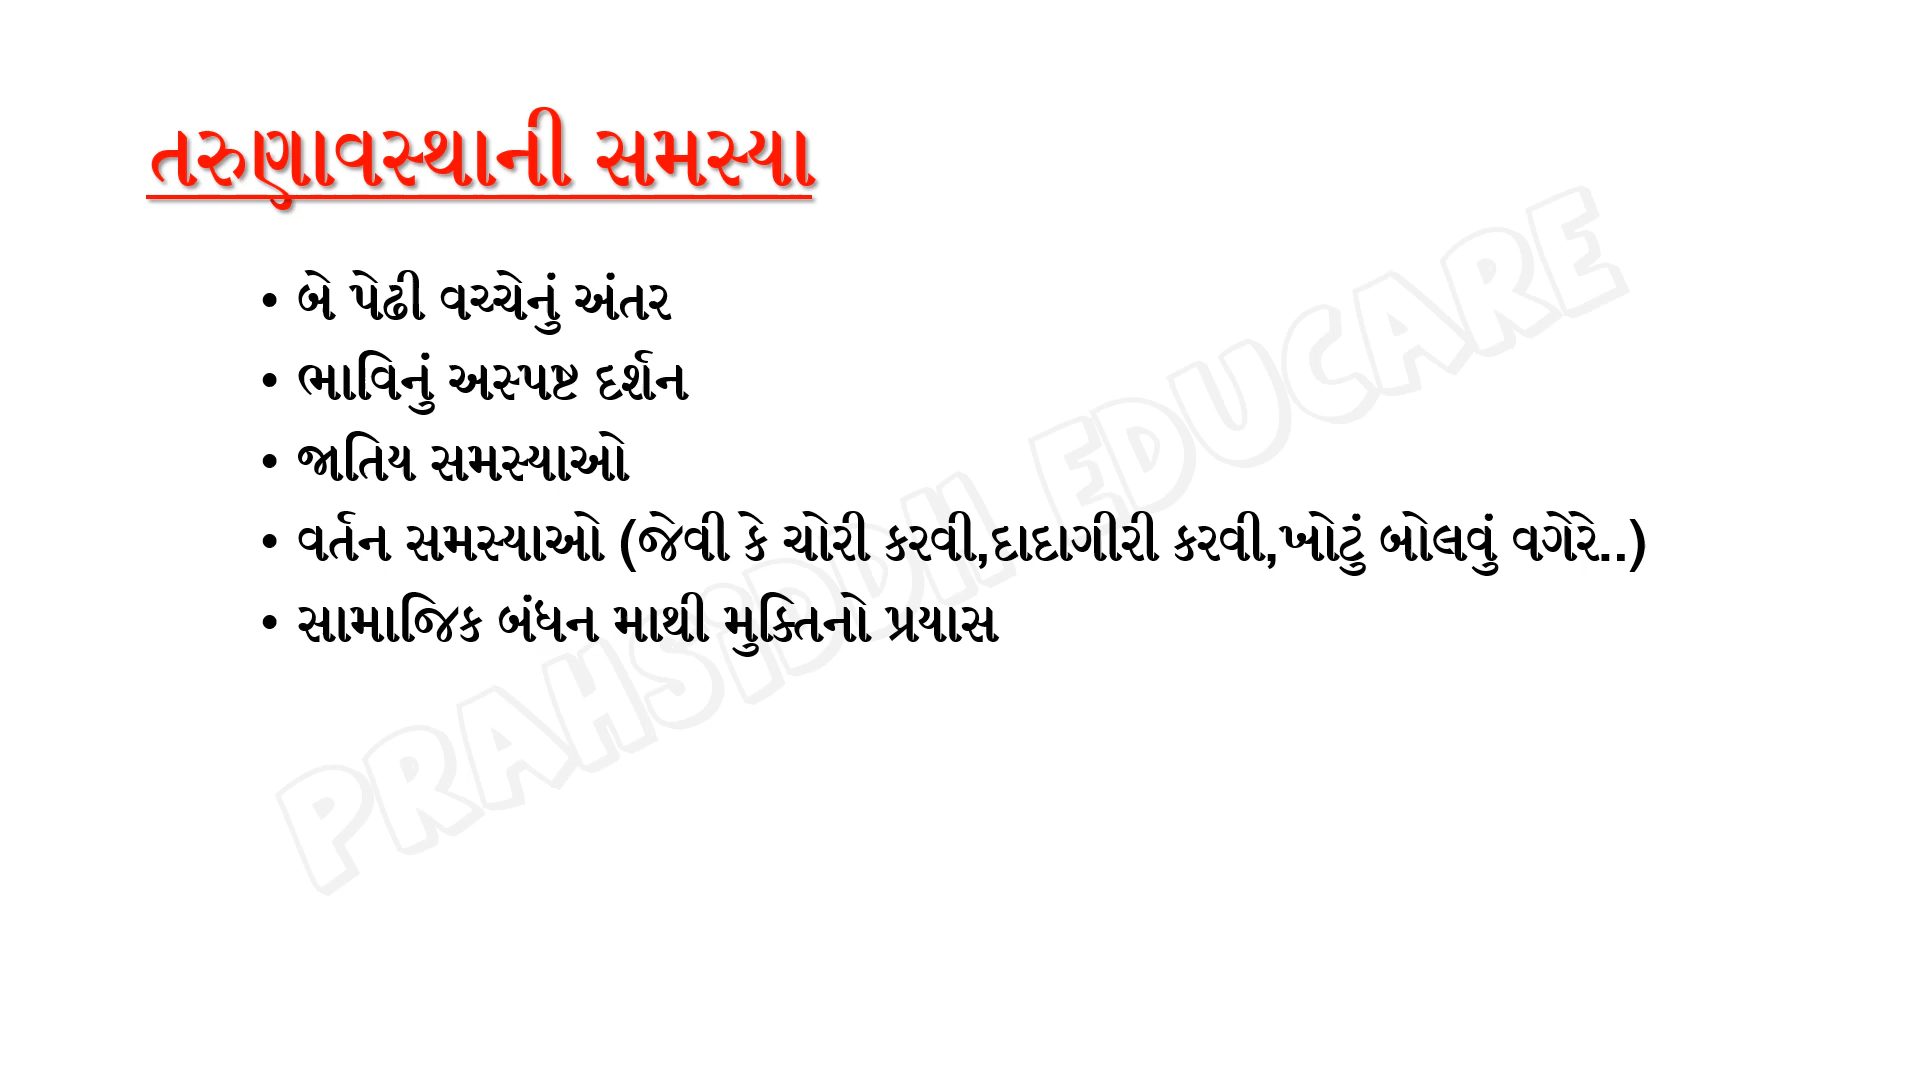 તરુણાવસ્થાની સમસ્યા
• બે પેઢી વચ્ચેનું અંતર
• ભાવિનું અસ્પષ્ટ દર્શન
• જાતિય સમસ્યાઓ
• વર્તન સમસ્યાઓ (જેવી કે ચોરી કરવી,દાદાગીરી કરવી,ખોટું બોલવું વગેરે..)
• સામાજિક બંધન માથી મુક્તિનો પ્રયાસ
PRAHSIDDHI EDUCARE